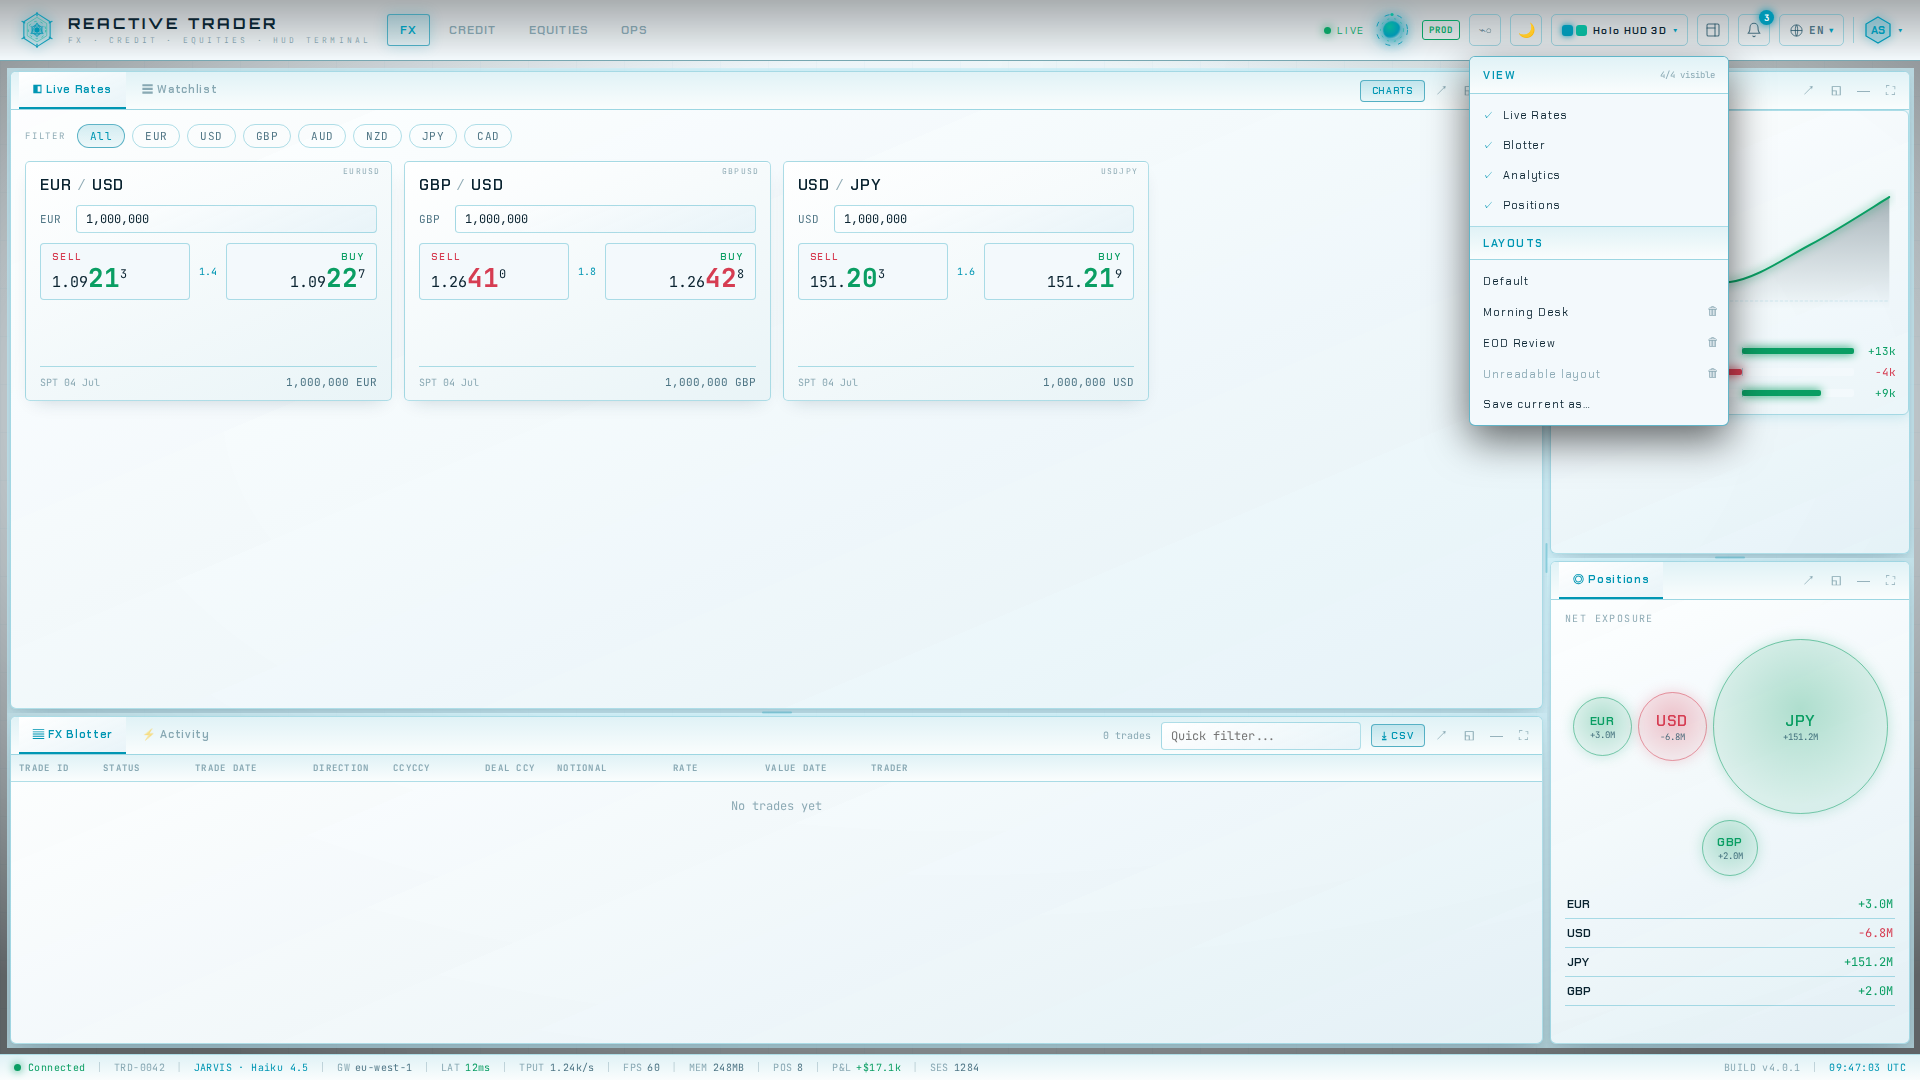 REACTIVE TRADER
FX · CREDIT · EQUITIES · HUD TERMINAL
FX CREDIT EQUITIES OPS
LIVE PROD Holo HUD 3D 3 EN AS
Live Rates Watchlist CHARTS
FILTER All EUR USD GBP AUD NZD JPY CAD
EURUSD
EUR / USD
EUR 1,000,000
SELL
1.09213
1.4
BUY
1.09227
SPT 04 Jul 1,000,000 EUR
GBPUSD
GBP / USD
GBP 1,000,000
SELL
1.26410
1.8
BUY
1.26428
SPT 04 Jul 1,000,000 GBP
USDJPY
USD / JPY
USD 1,000,000
SELL
151.203
1.6
BUY
151.219
SPT 04 Jul 1,000,000 USD
VIEW 4/4 visible
✓ Live Rates
✓ Blotter
✓ Analytics
✓ Positions
LAYOUTS
Default
Morning Desk
EOD Review
Unreadable layout
Save current as…
+13k
-4k
+9k
FX Blotter Activity 0 trades Quick filter... CSV
TRADE ID STATUS TRADE DATE DIRECTION CCYCCY DEAL CCY NOTIONAL RATE VALUE DATE TRADER
No trades yet
Positions
NET EXPOSURE
EUR
+3.0M
USD
-6.8M
JPY
+151.2M
GBP
+2.0M
EUR +3.0M
USD -6.8M
JPY +151.2M
GBP +2.0M
Connected TRD-0042 JARVIS · Haiku 4.5 GW eu-west-1 LAT 12ms TPUT 1.24k/s FPS 60 MEM 248MB POS 8 P&L +$17.1k SES 1284 BUILD v4.0.1 09:47:03 UTC